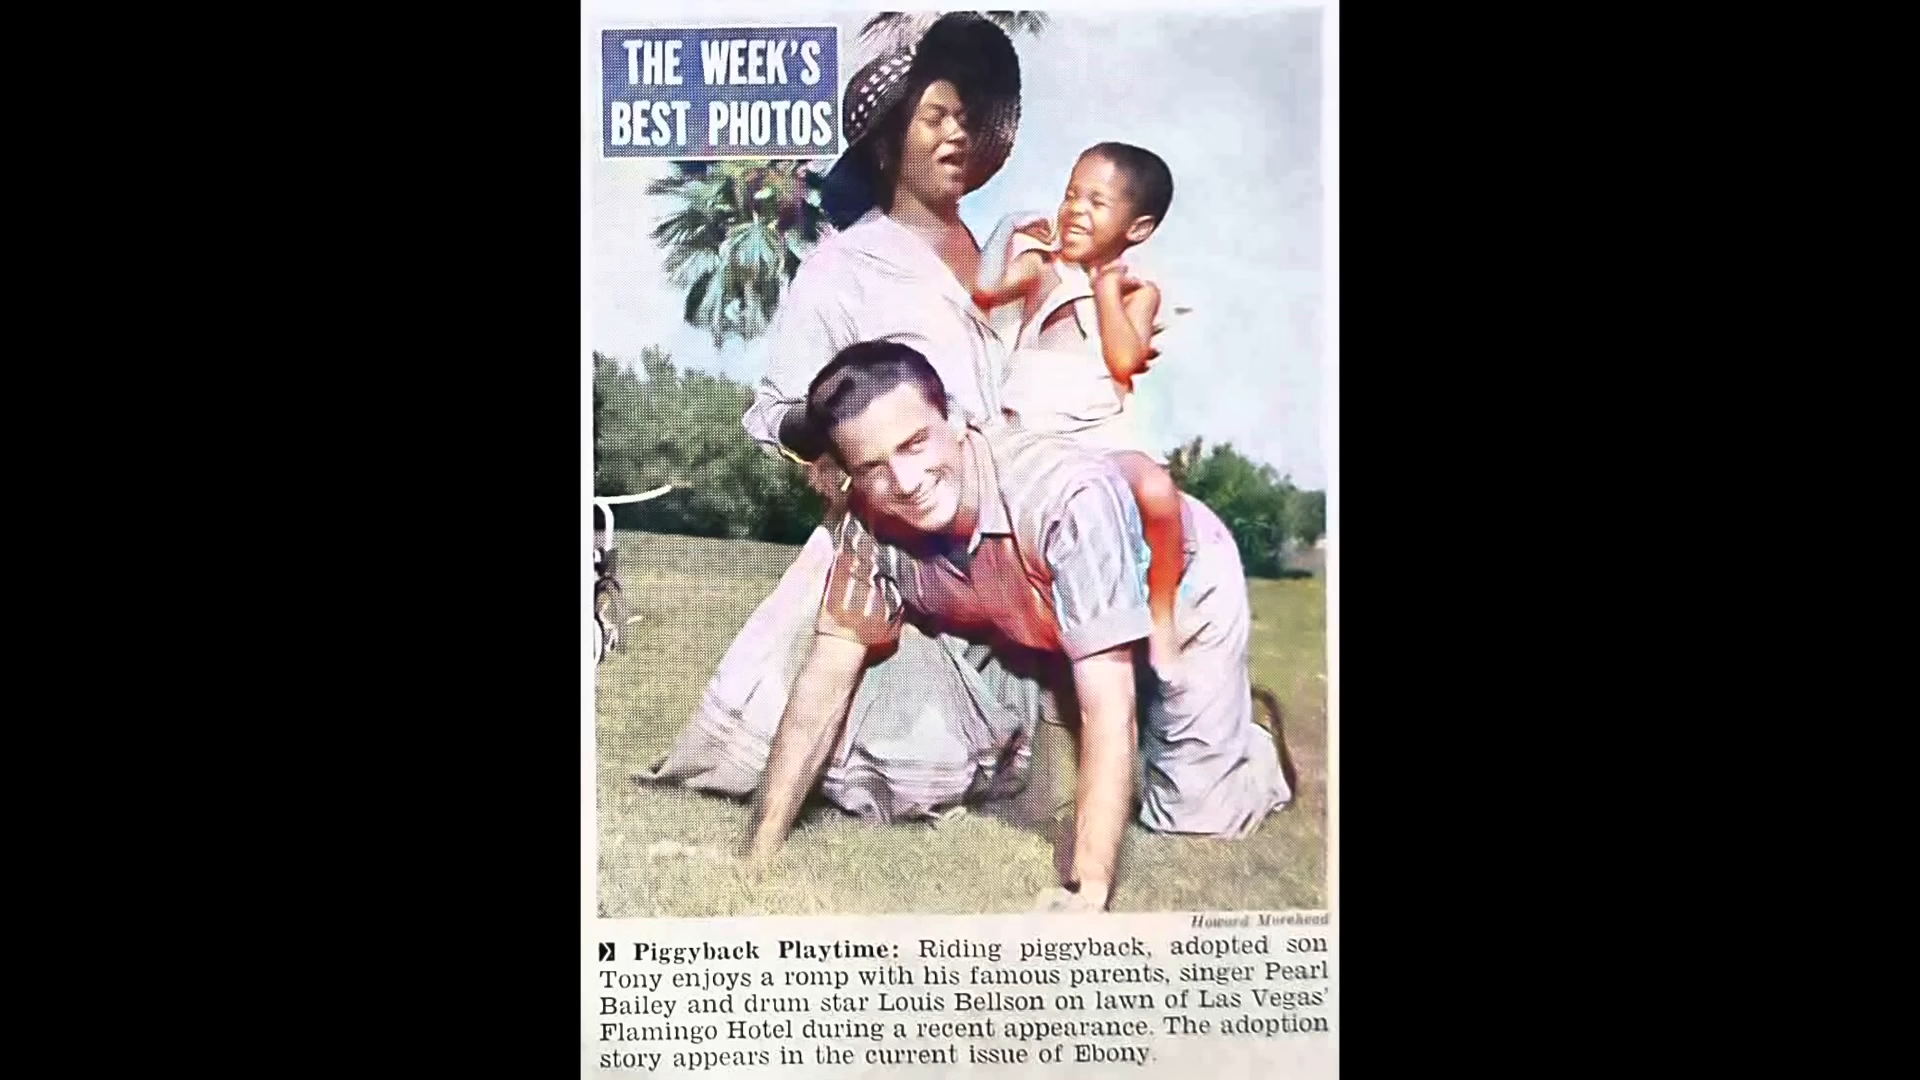 THE WEEK'S
BEST PHOTOS
Howard Morehead
Piggyback Playtime: Riding piggyback, adopted son
Tony enjoys a romp with his famous parents, singer Pearl
Bailey and drum star Louis Bellson on lawn of Las Vegas'
Flamingo Hotel during a recent appearance. The adoption
story appears in the current issue of Ebony.